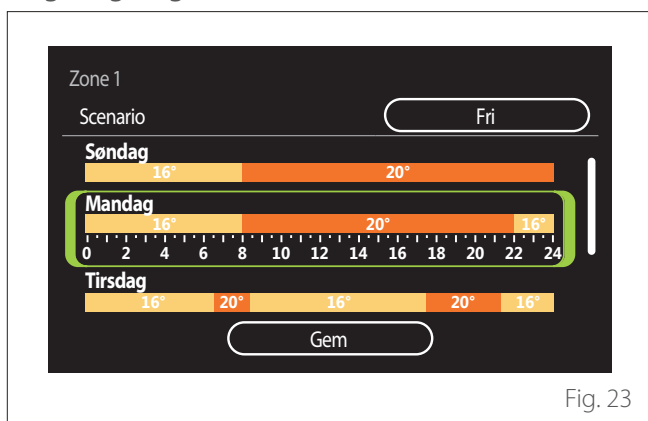 Zone 1
Scenario Fri
Søndag
16° 20°
Mandag
16° 20° 16°
0 2 4 6 8 10 12 14 16 18 20 22 24
Tirsdag
16° 20° 16° 20° 16°
Gem
Fig. 23